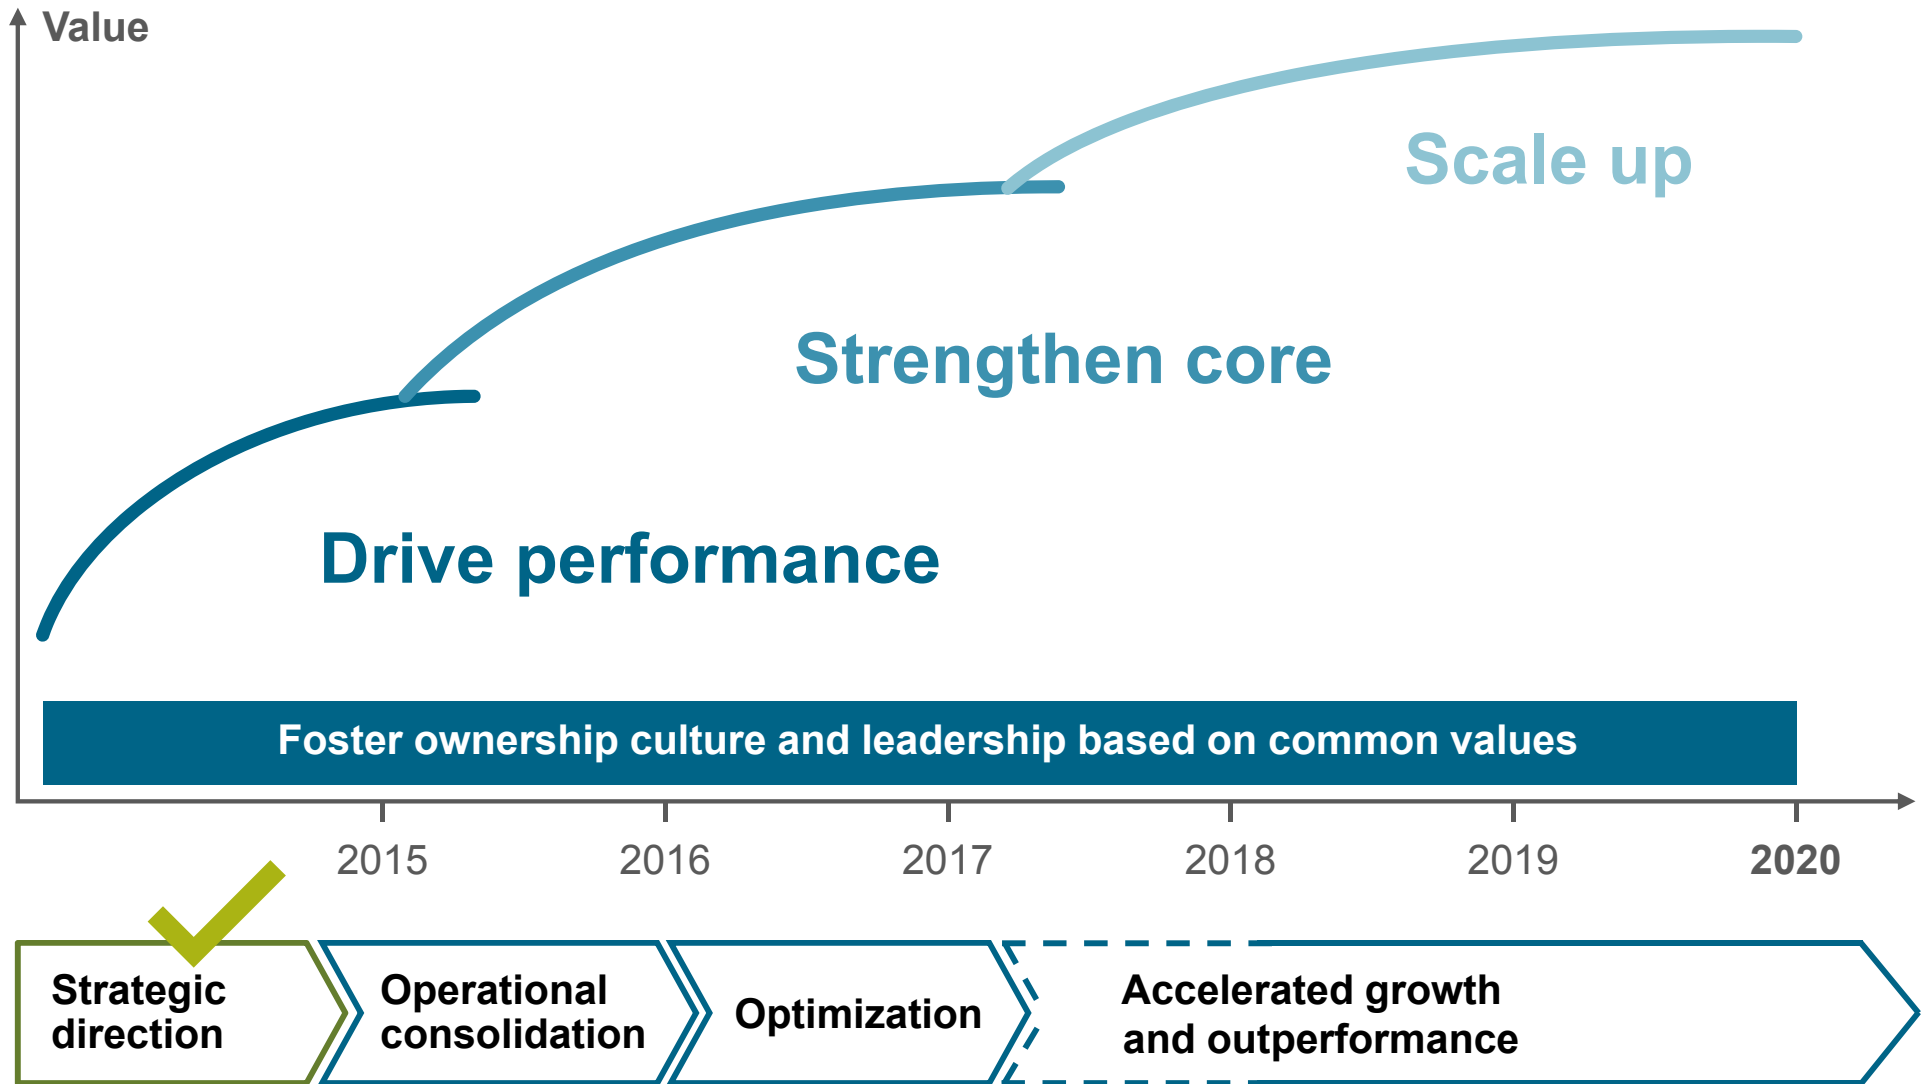 Value
Scale up
Strengthen core
Drive performance
Foster ownership culture and leadership based on common values
2015 2016 2017 2018 2019 2020
Strategic
direction
Operational
consolidation
Optimization
Accelerated growth
and outperformance